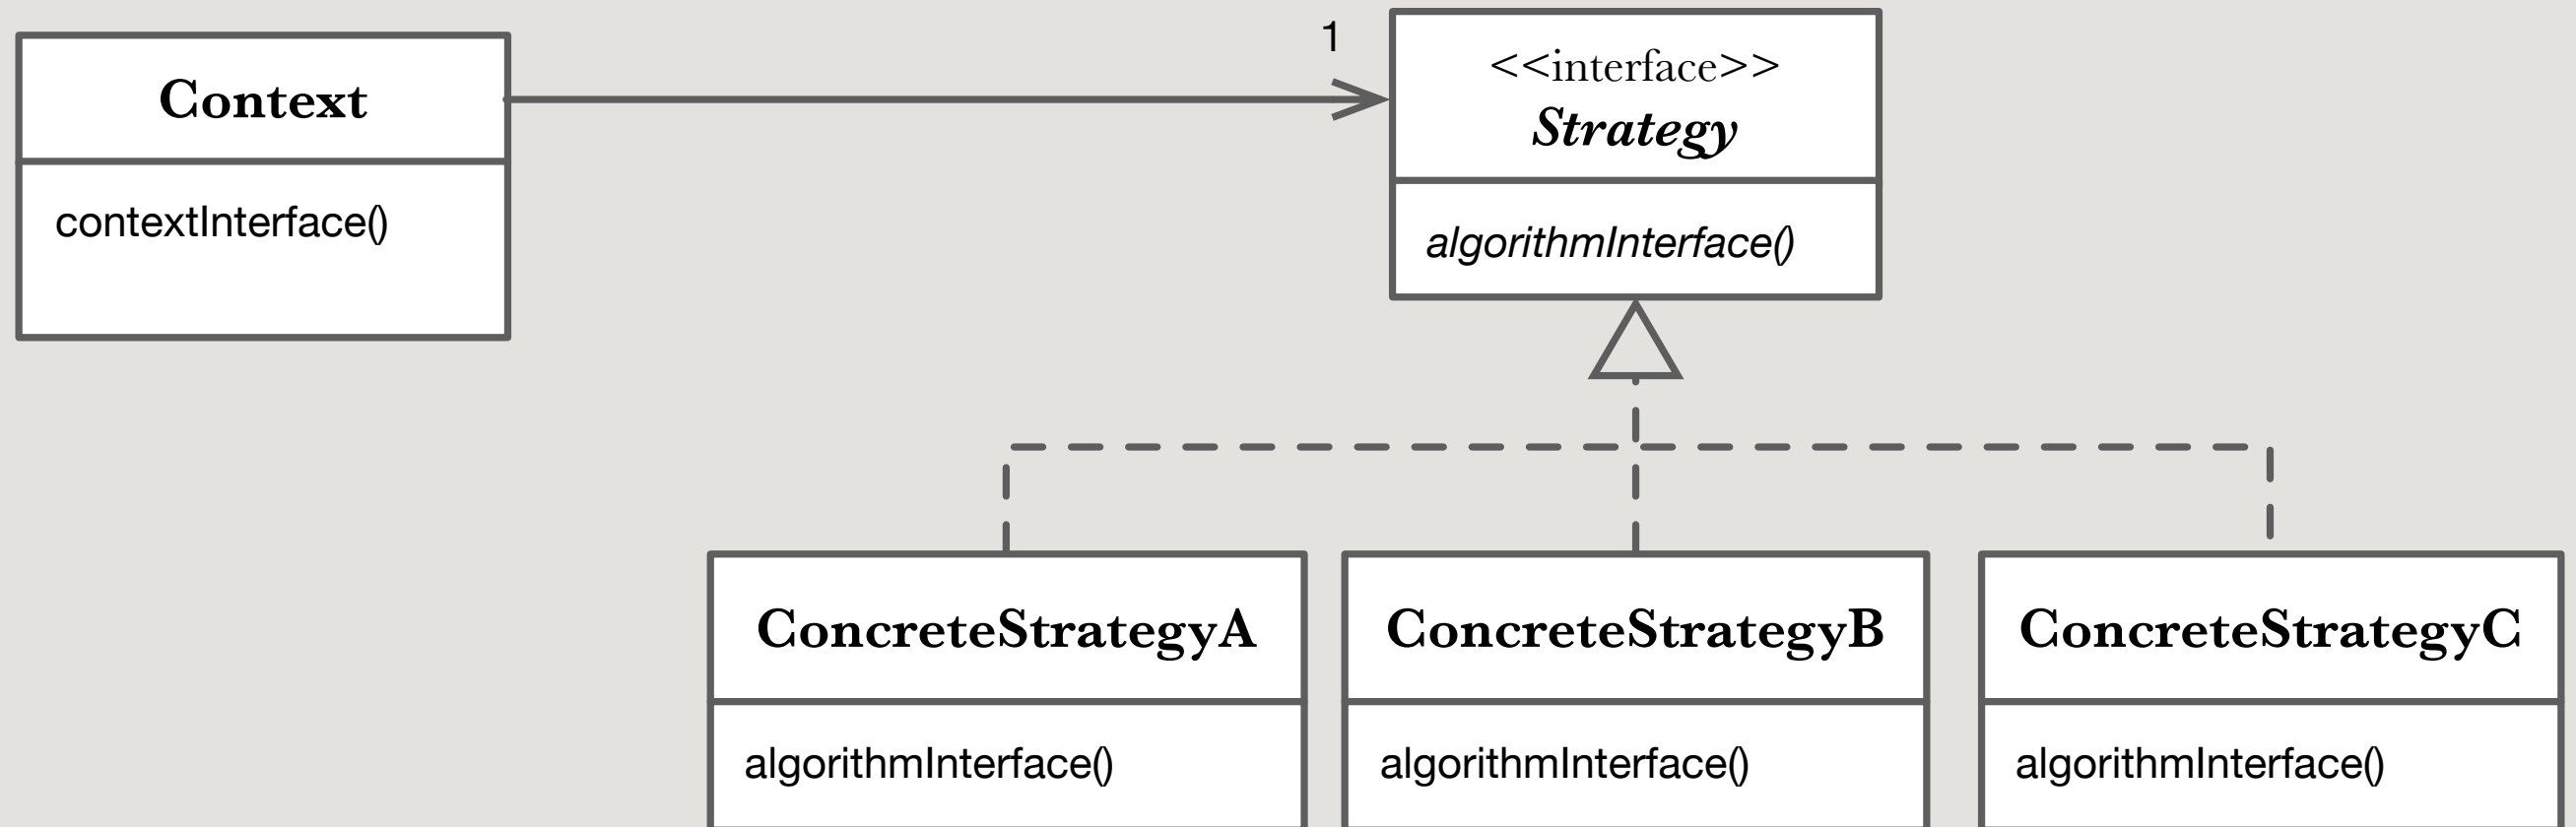 Context
contextInterface()
1
<<interface>>
Strategy
algorithmInterface()
ConcreteStrategyA
algorithmInterface()
ConcreteStrategyB
algorithmInterface()
ConcreteStrategyC
algorithmInterface()